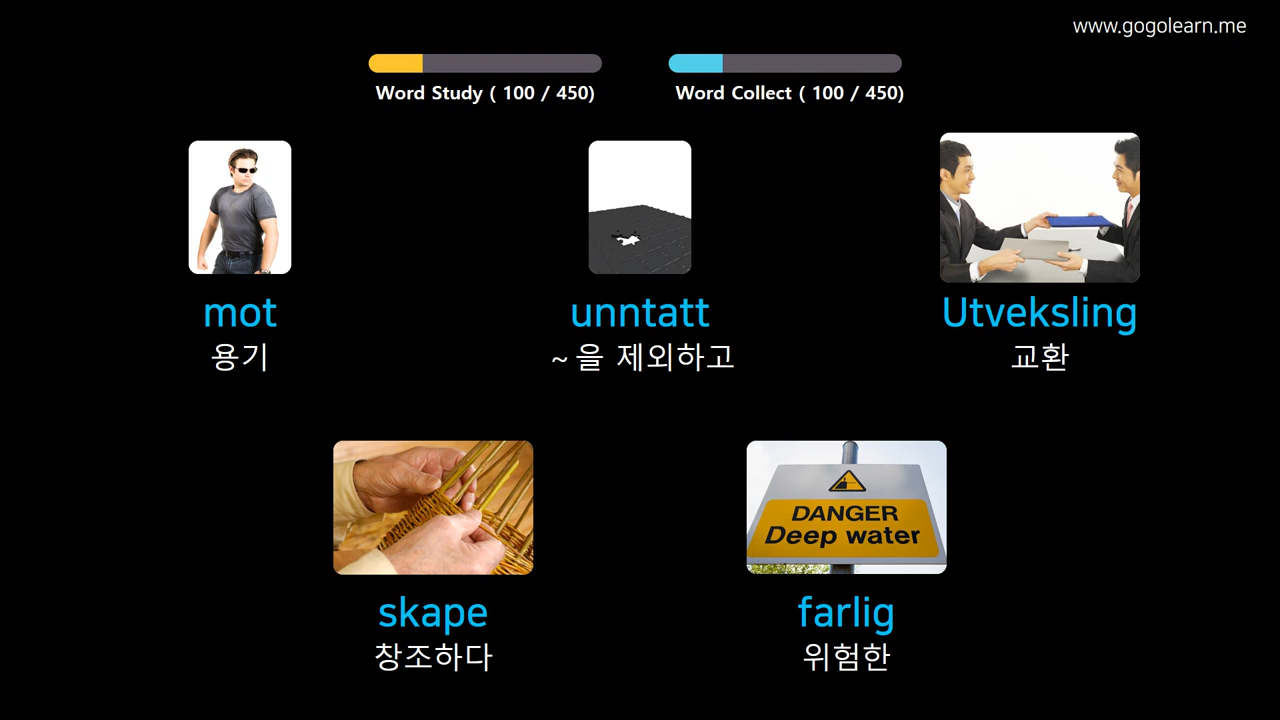 www.gogolearn.me
Word Study ( 100 / 450)
Word Collect ( 100 / 450)
mot
용기
unntatt
~ 을 제외하고
Utveksling
교환
skape
창조하다
DANGER
Deep water
farlig
위험한